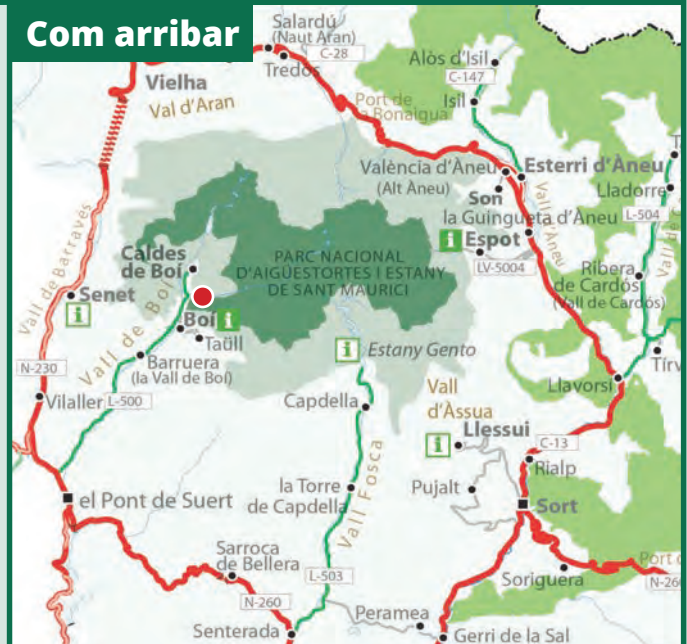 Com arribar
Salardú
(Naut Aran)
C-28
Tredòs
Alòs d'Isil
C-147
Isil
Vielha
Val d'Aran
Port de
la Bonaigua
València d'Àneu
(Alt Àneu)
Esterri d'Àneu
Son
Lladorre
la Guingueta d'Àneu
Vall d'Àneu
L-504
i Espot
LV-5004
Caldes
de Boí
PARC NACIONAL
D'AIGÜESTORTES I ESTANY
DE SANT MAURICI
Ribera
de Cardós
(Vall de Cardós)
Vall de Barravés
Senet
i
Vall de Boí
Boí i
Taüll
i Estany Gento
Barruera
(la Vall de Boí)
N-230
Vilaller
L-500
Capdella
Vall
d'Àssua
Llavorsí
Llessui
i
C-13
Rialp
el Pont de Suert
la Torre
de Capdella
Vall Fosca
Pujalt
Sort
Sarroca
de Bellera
L-503
Soriguera
N-260
Peramea
Senterada
Gerri de la Sal